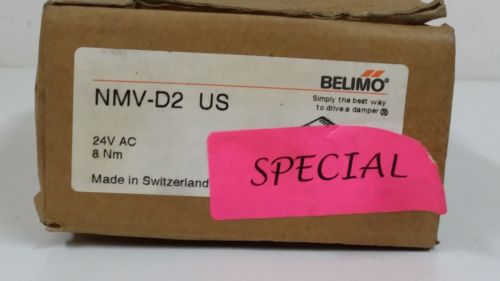 BELIMO
NMV-D2 US
Simply the best way
to drive a damper®
24V AC
8 Nm
Made in Switzerland
SPECIAL